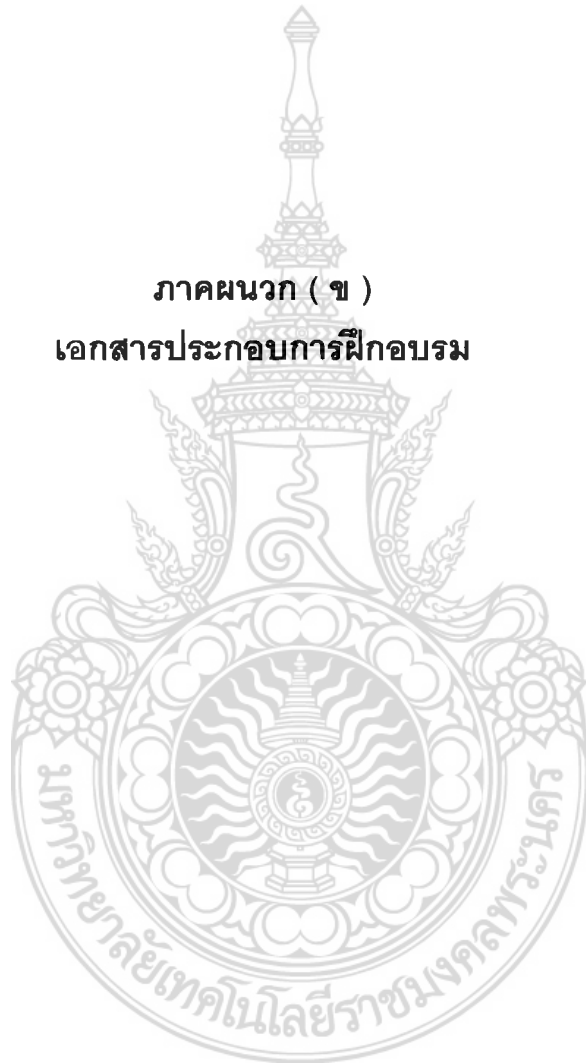 ภาคผนวก ( ข )
เอกสารประกอบการฝึกอบรม
มหาวิทยาลัยเทคโนโลยีราชมงคลพระนคร